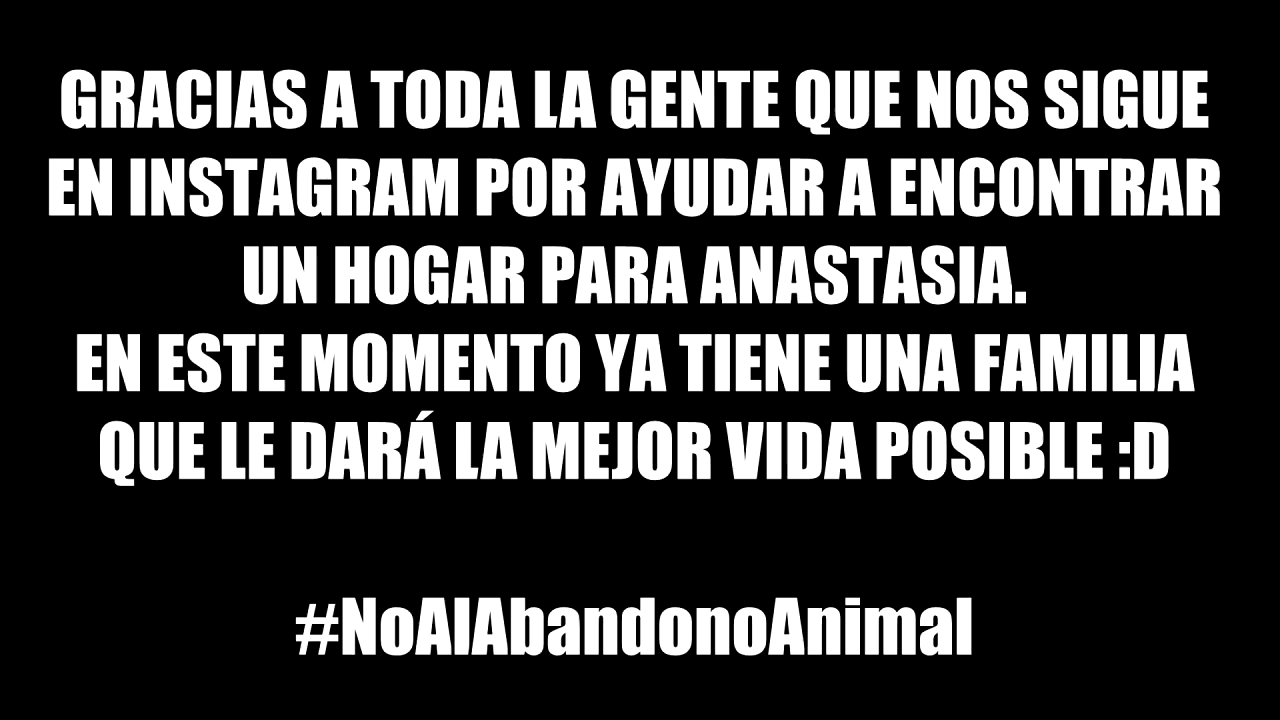 GRACIAS A TODA LA GENTE QUE NOS SIGUE
EN INSTAGRAM POR AYUDAR A ENCONTRAR
UN HOGAR PARA ANASTASIA.
EN ESTE MOMENTO YA TIENE UNA FAMILIA
QUE LE DARÁ LA MEJOR VIDA POSIBLE :D
#NoAlAbandonoAnimal